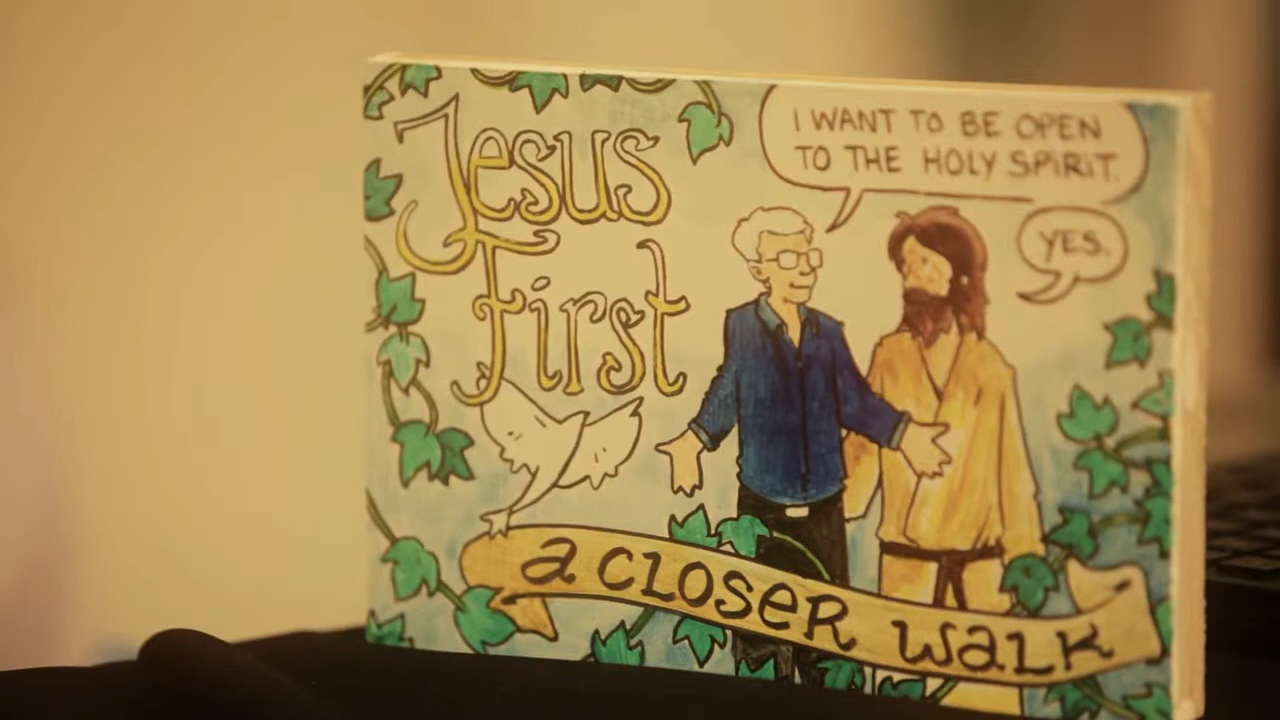 Jesus
First
I WANT TO BE OPEN
TO THE HOLY SPIRIT.
YES.
a CLOSER WALK